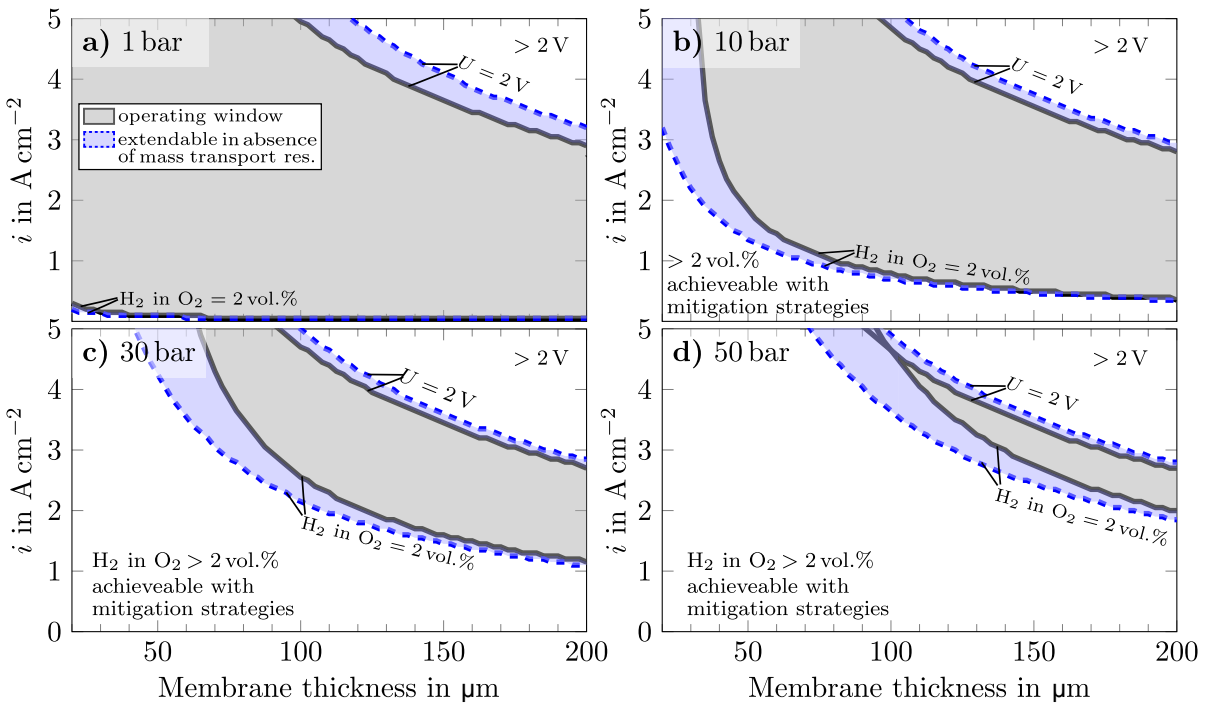 a) 1 bar
> 2 V
U = 2 V
operating window
extendable in absence
of mass transport res.
H₂ in O₂ = 2 vol.%
5
4
3
2
1
i in A cm⁻²
b) 10 bar
> 2 V
U = 2 V
H₂ in O₂ = 2 vol.%
> 2 vol.%
achieveable with
mitigation strategies
5
4
3
2
1
i in A cm⁻²
c) 30 bar
> 2 V
U = 2 V
H₂ in O₂ = 2 vol.%
H₂ in O₂ > 2 vol.%
achieveable with
mitigation strategies
5
4
3
2
1
0
i in A cm⁻²
50 100 150 200
Membrane thickness in µm
d) 50 bar
> 2 V
U = 2 V
H₂ in O₂ = 2 vol.%
H₂ in O₂ > 2 vol.%
achieveable with
mitigation strategies
5
4
3
2
1
0
i in A cm⁻²
50 100 150 200
Membrane thickness in µm